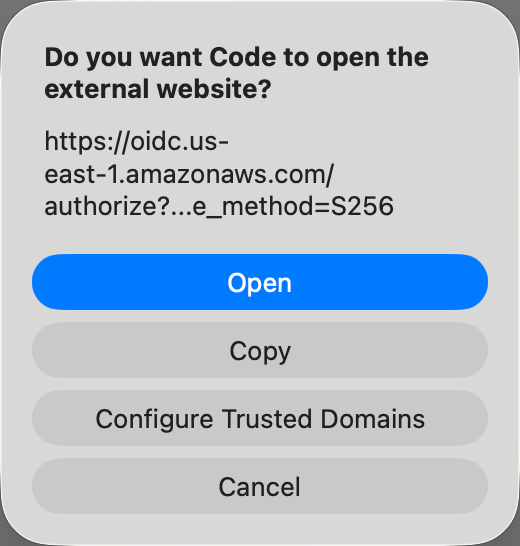 Do you want Code to open the
external website?
https://oidc.us-
east-1.amazonaws.com/
authorize?...e_method=S256
Open
Copy
Configure Trusted Domains
Cancel